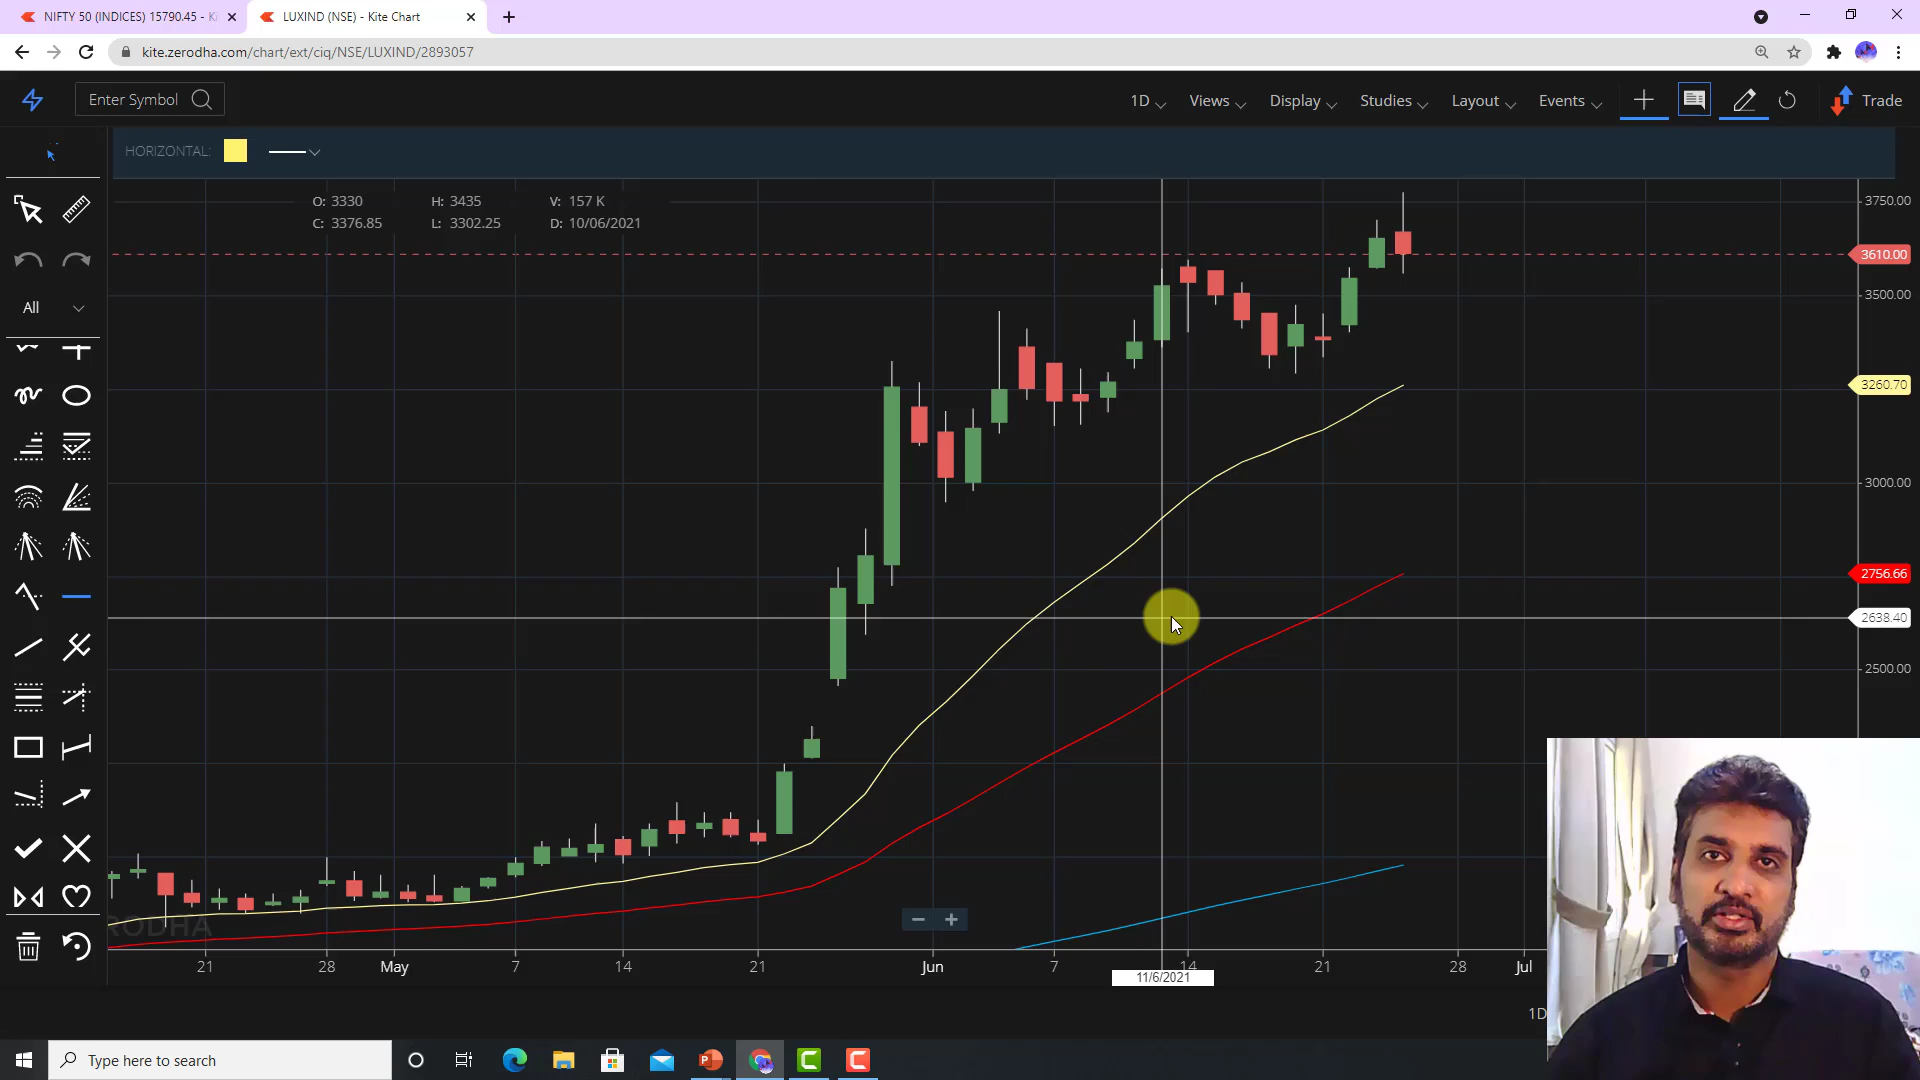 NIFTY 50 (INDICES) 15790.45 - Ki
LUXIND (NSE) - Kite Chart
kite.zerodha.com/chart/ext/ciq/NSE/LUXIND/2893057
Enter Symbol
1D
Views
Display
Studies
Layout
Events
Trade
HORIZONTAL:
O: 3330 H: 3435 V: 157 K
C: 3376.85 L: 3302.25 D: 10/06/2021
All
3750.00
3610.00
3500.00
3260.70
3000.00
2756.66
2638.40
2500.00
RODHA
21 28 May 7 14 21 Jun 7 14 21 28 Jul
11/6/2021
1D
Type here to search